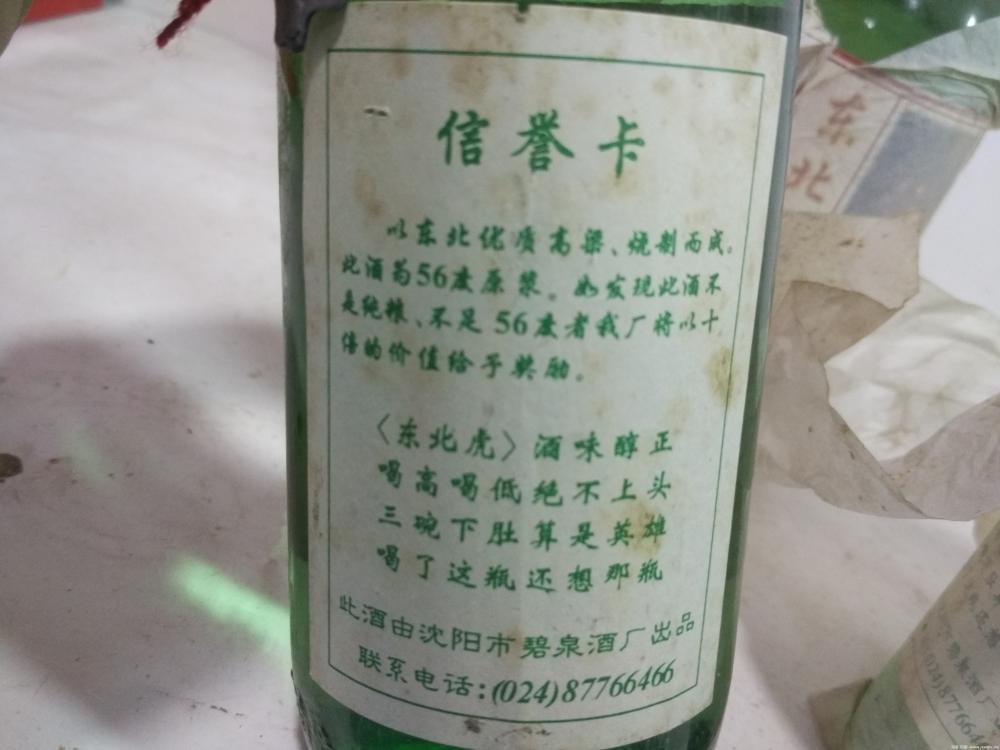 信誉卡
以东北优质高梁、烧制而成。
此酒为56度原浆。如发现此酒不
是纯粮、不足56度者我厂将以十
倍的价值给予奖励。
〈东北虎〉酒味醇正
喝高喝低绝不上头
三碗下肚算是英雄
喝了这瓶还想那瓶
此酒由沈阳市碧泉酒厂出品
联系电话:(024)87766466
东
北